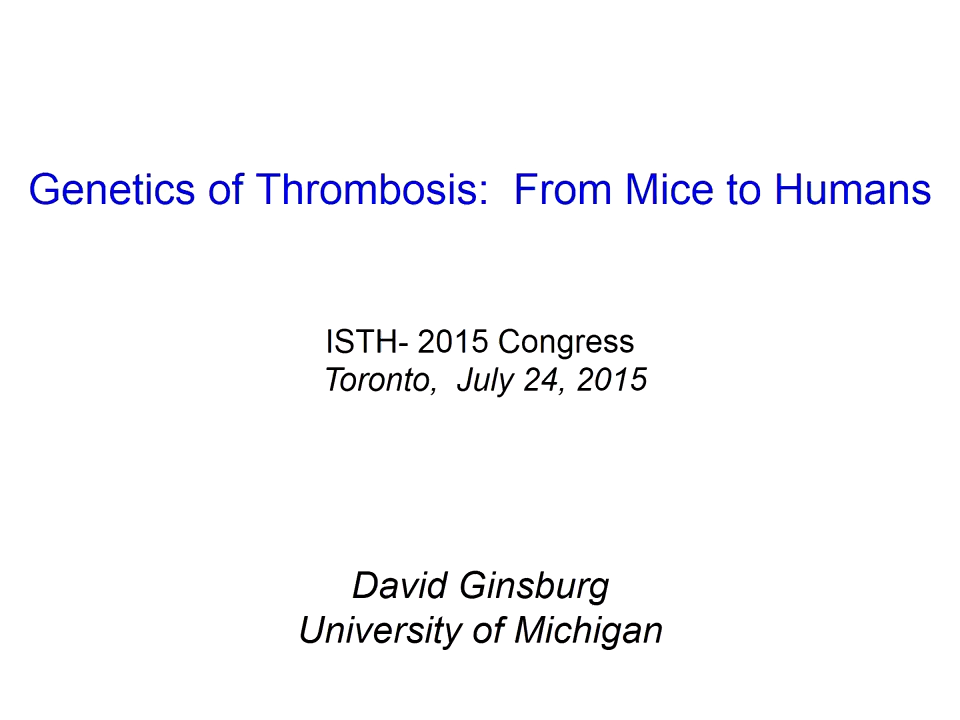 Genetics of Thrombosis:  From Mice to Humans
ISTH- 2015 Congress
Toronto,  July 24, 2015
David Ginsburg
University of Michigan